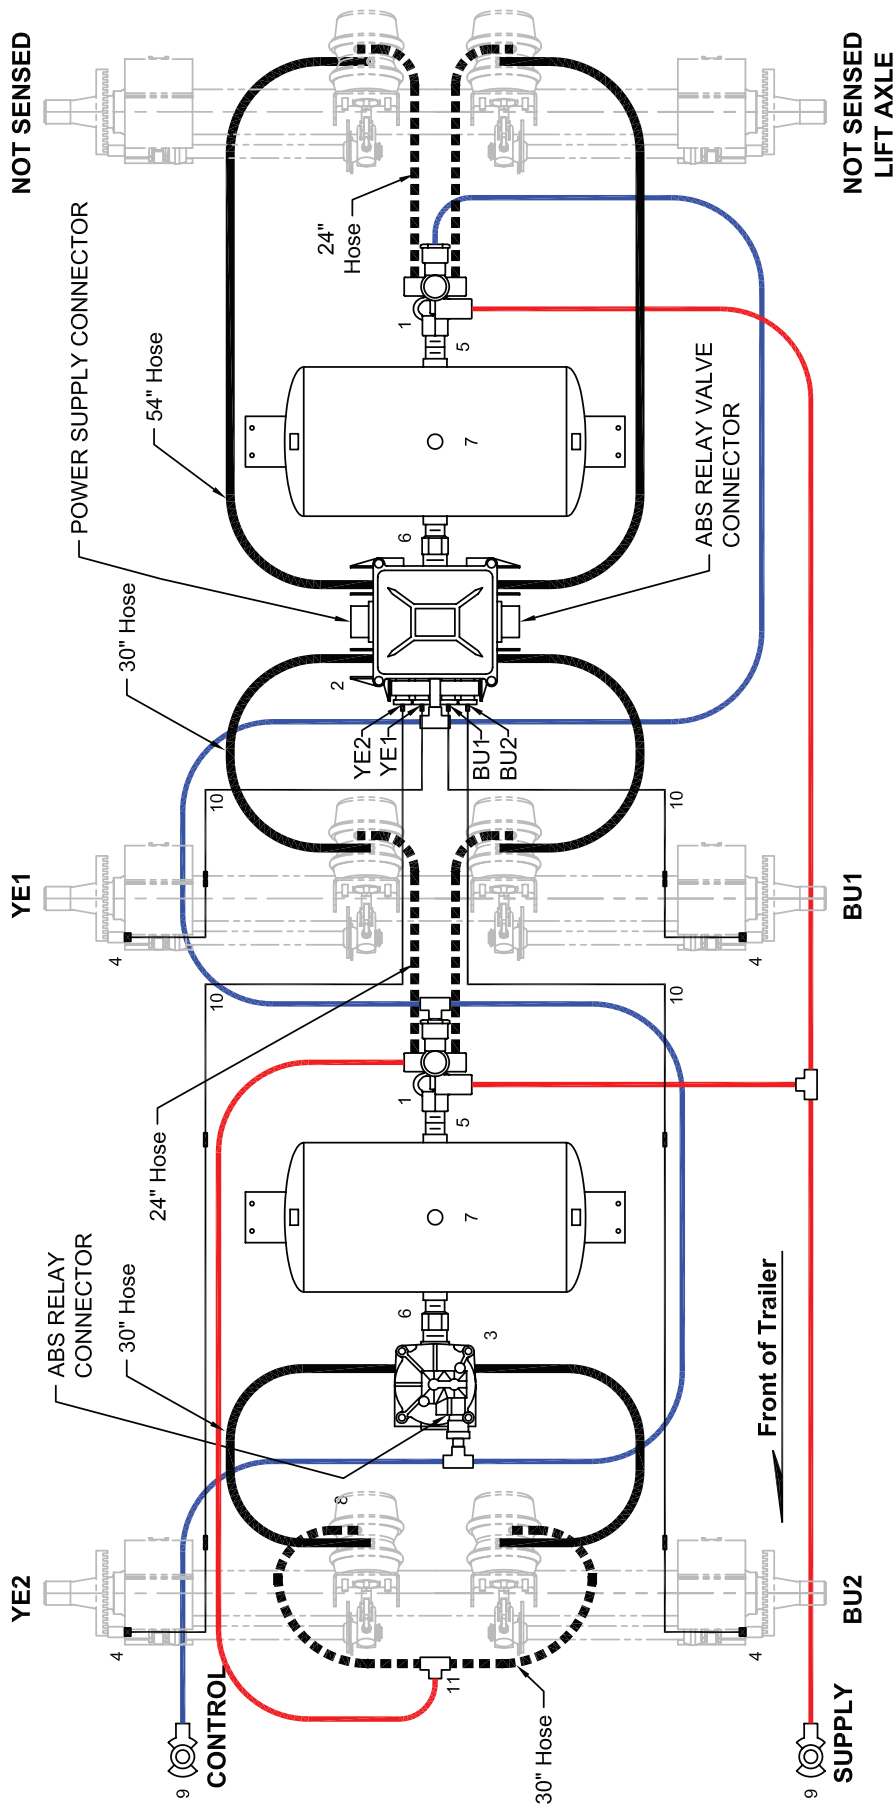 YE2
YE1
NOT SENSED
ABS RELAY
CONNECTOR
30" Hose
24" Hose
30" Hose
POWER SUPPLY CONNECTOR
54" Hose
24"
Hose
4
10
4
10
8
6
7
5
1
2
6
7
5
1
3
YE2
YE1
BU1
BU2
9
CONTROL
11
30" Hose
10
10
ABS RELAY VALVE
CONNECTOR
4
4
Front of Trailer
9
SUPPLY
BU2
BU1
NOT SENSED
LIFT AXLE